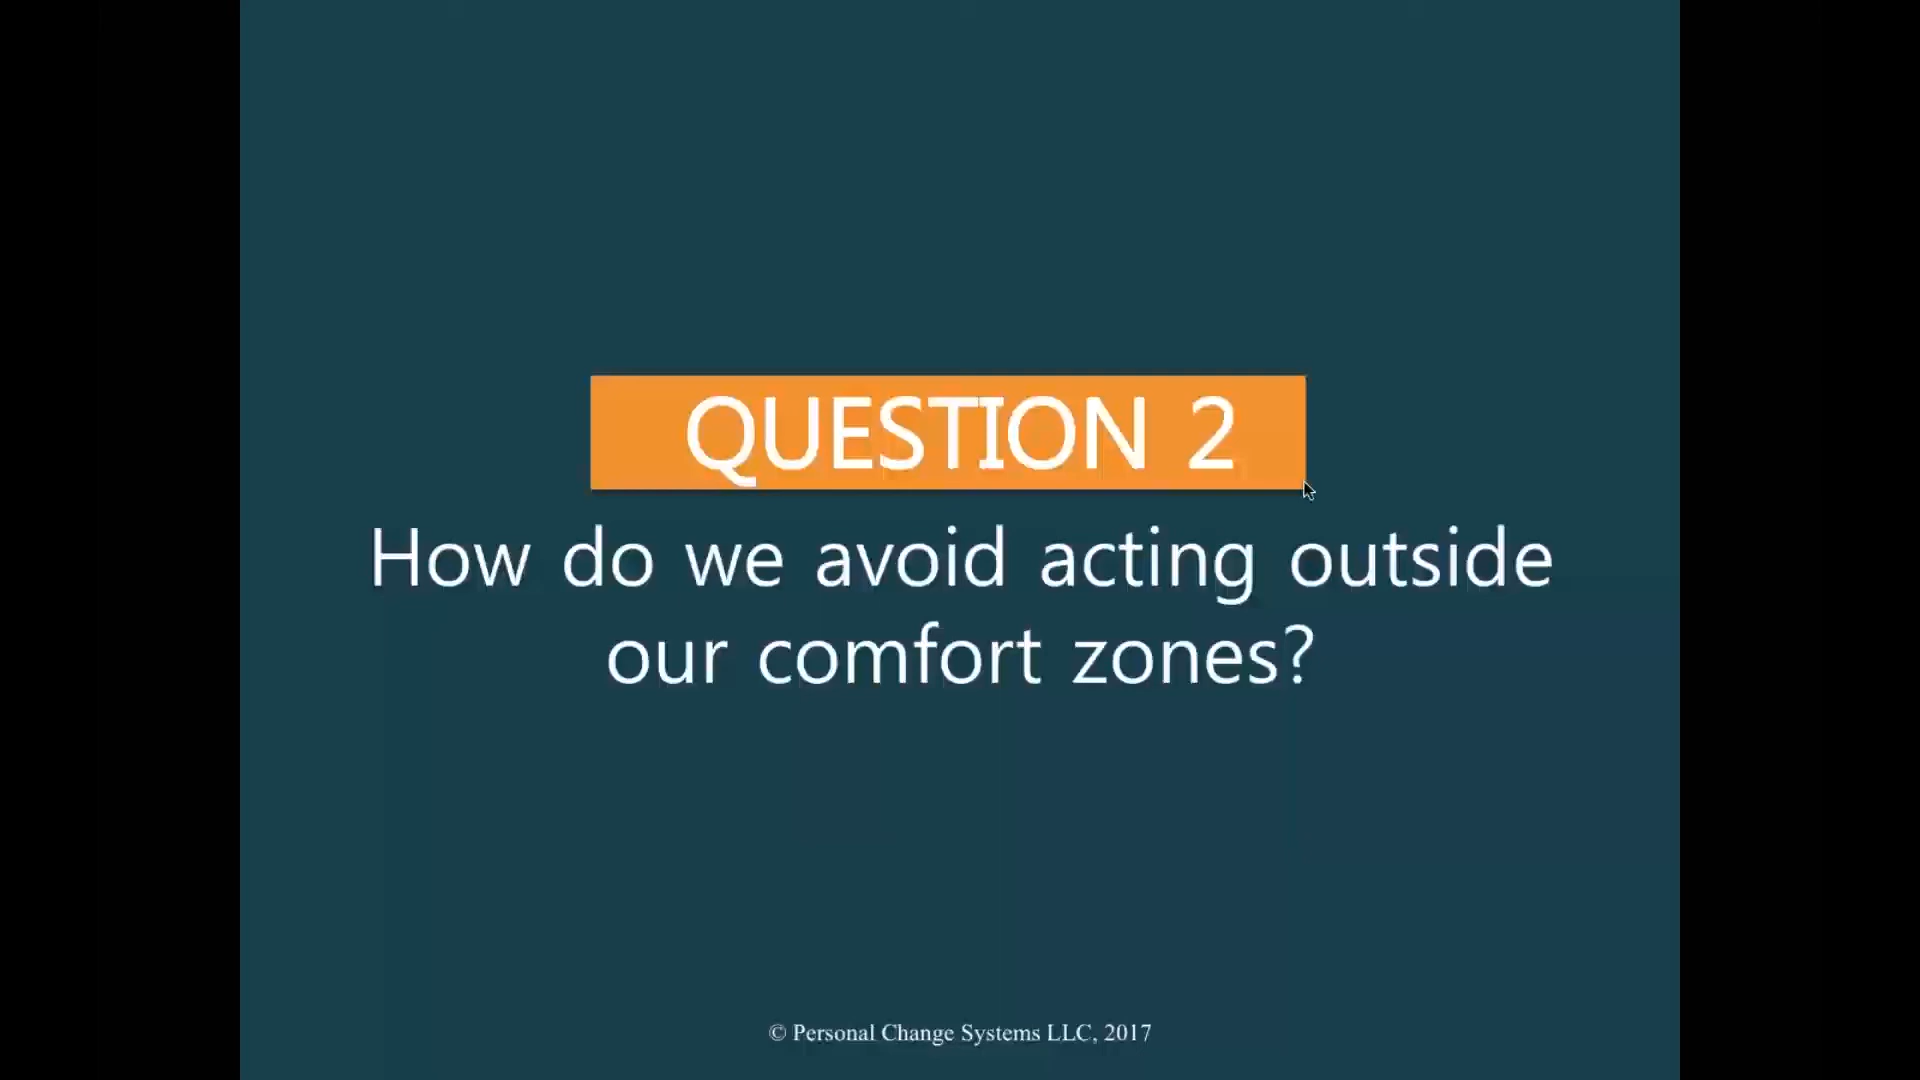 QUESTION 2
How do we avoid acting outside
our comfort zones?
© Personal Change Systems LLC, 2017